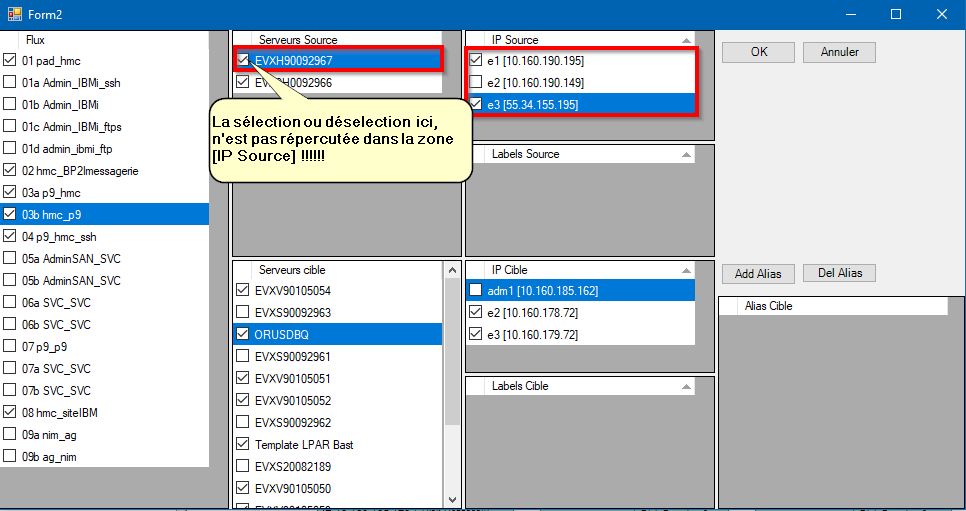 Form2
Flux
01 pad_hmc
01a Admin_IBMi_ssh
01b Admin_IBMi
01c Admin_IBMi_ftps
01d admin_ibmi_ftp
02 hmc_BP2Imessagerie
03a p9_hmc
03b hmc_p9
04 p9_hmc_ssh
05a AdminSAN_SVC
05b AdminSAN_SVC
06a SVC_SVC
06b SVC_SVC
07 p9_p9
07a SVC_SVC
07b SVC_SVC
08 hmc_siteIBM
09a nim_ag
09b ag_nim
Serveurs Source
EVXH90092967
La sélection ou déselection ici,
n'est pas répercutée dans la zone
[IP Source] !!!!!!
IP Source
e1 [10.160.190.195]
e2 [10.160.190.149]
e3 [55.34.155.195]
Labels Source
OK
Annuler
Serveurs cible
EVXV90105054
EVXS90092963
ORUSDBQ
EVXS90092961
EVXV90105051
EVXV90105052
EVXS90092962
Template LPAR Bast
EVXS20082189
EVXV90105050
IP Cible
adm1 [10.160.185.162]
e2 [10.160.178.72]
e3 [10.160.179.72]
Labels Cible
Add Alias
Del Alias
Alias Cible